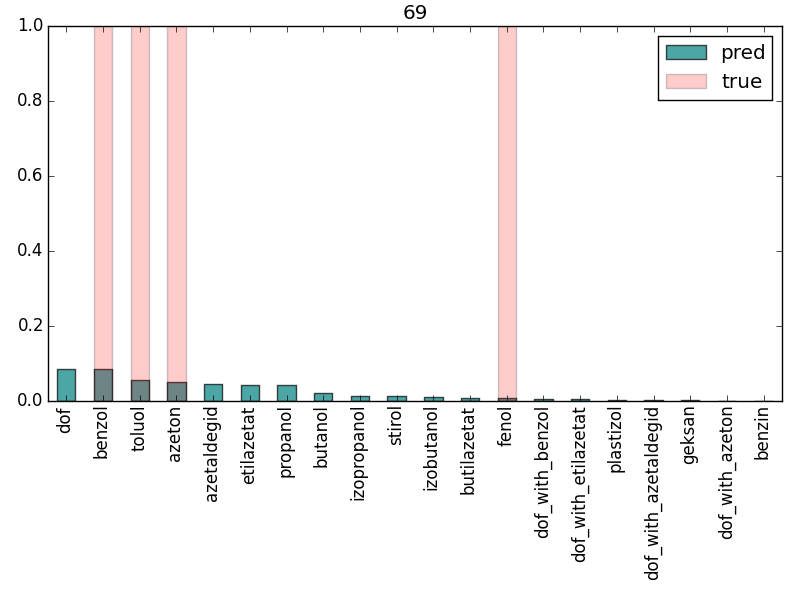 69
1.0
0.8
0.6
0.4
0.2
0.0
pred
true
dof
benzol
toluol
azeton
azetaldegid
etilazetat
propanol
butanol
izopropanol
stirol
izobutanol
butilazetat
fenol
dof_with_benzol
dof_with_etilazetat
plastizol
dof_with_azetaldegid
geksan
dof_with_azeton
benzin